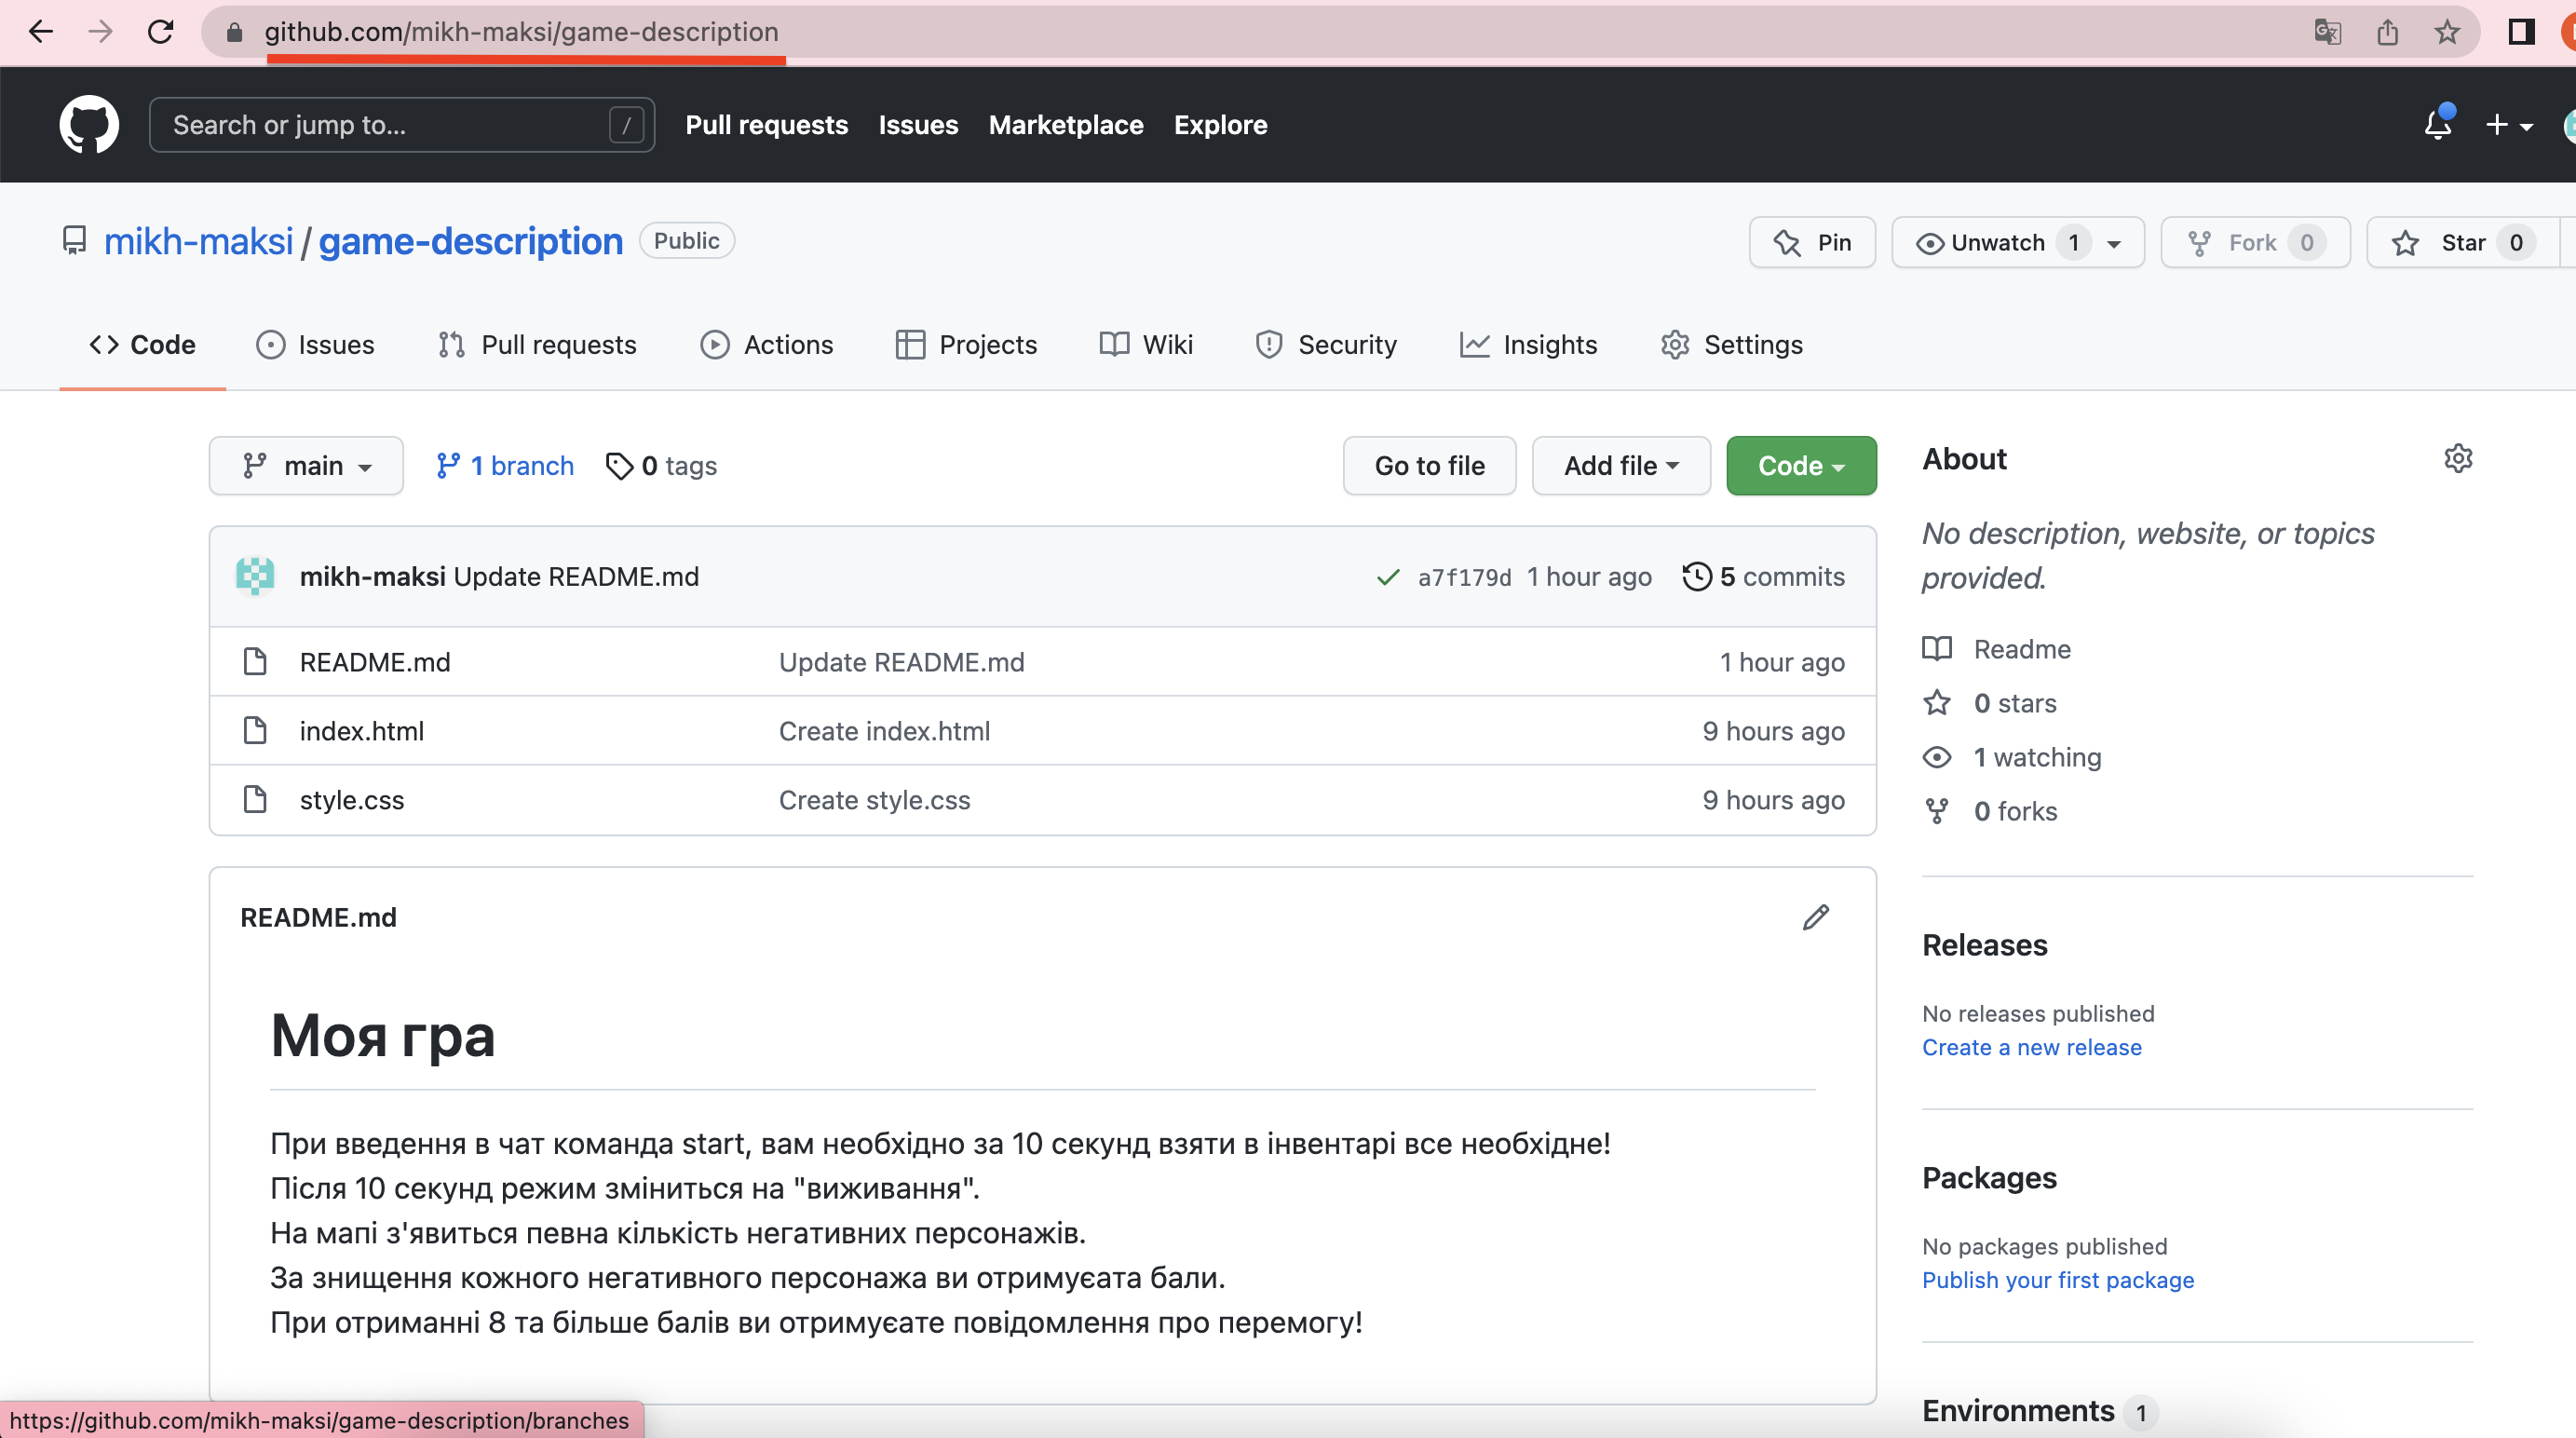 github.com/mikh-maksi/game-description
Search or jump to... /
Pull requests Issues Marketplace Explore
mikh-maksi / game-description Public
Pin Unwatch 1 Fork 0 Star 0
Code Issues Pull requests Actions Projects Wiki Security Insights Settings
main 1 branch 0 tags Go to file Add file Code
mikh-maksi Update README.md a7f179d 1 hour ago 5 commits
README.md Update README.md 1 hour ago
index.html Create index.html 9 hours ago
style.css Create style.css 9 hours ago
README.md
Моя гра
При введення в чат команда start, вам необхідно за 10 секунд взяти в інвентарі все необхідне!
Після 10 секунд режим зміниться на "виживання".
На мапі з'явиться певна кількість негативних персонажів.
За знищення кожного негативного персонажа ви отримуєата бали.
При отриманні 8 та більше балів ви отримуєате повідомлення про перемогу!
About
No description, website, or topics
provided.
Readme
0 stars
1 watching
0 forks
Releases
No releases published
Create a new release
Packages
No packages published
Publish your first package
Environments 1
https://github.com/mikh-maksi/game-description/branches